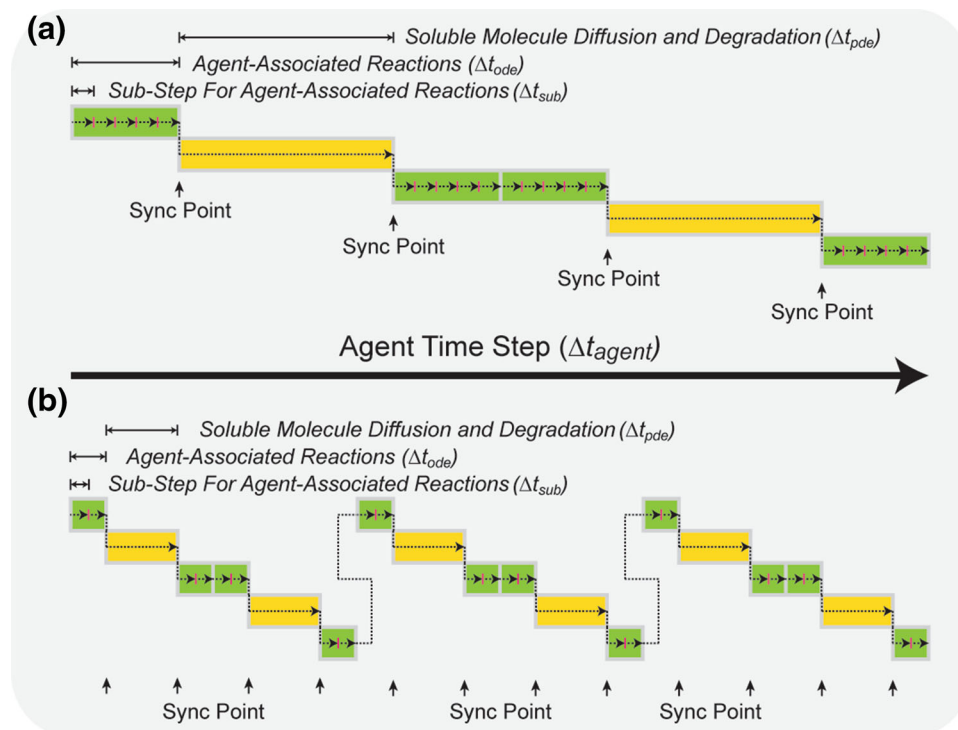 (a)
Soluble Molecule Diffusion and Degradation (Δtpde)
Agent-Associated Reactions (Δtode)
Sub-Step For Agent-Associated Reactions (Δtsub)
Sync Point
Sync Point
Sync Point
Sync Point
Agent Time Step (Δtagent)
(b)
Soluble Molecule Diffusion and Degradation (Δtpde)
Agent-Associated Reactions (Δtode)
Sub-Step For Agent-Associated Reactions (Δtsub)
Sync Point Sync Point Sync Point